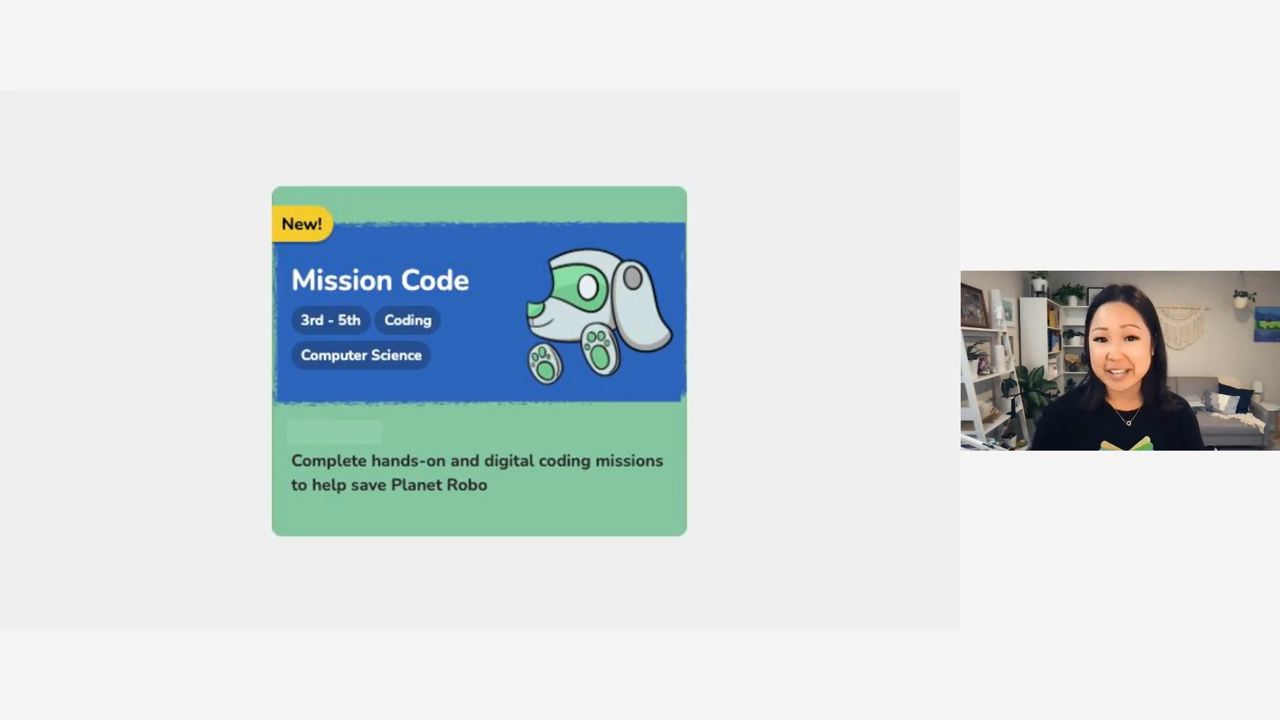 New!
Mission Code
3rd - 5th
Coding
Computer Science
Complete hands-on and digital coding missions
to help save Planet Robo